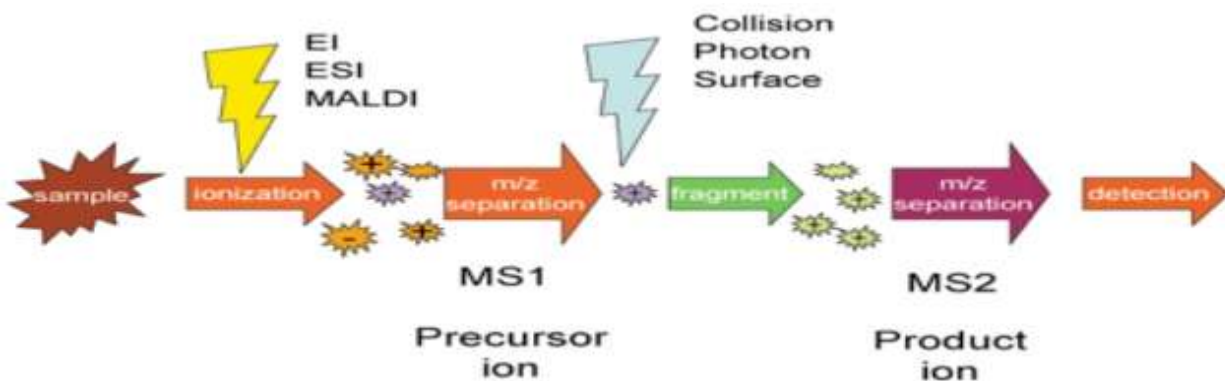 EI
ESI
MALDI
Collision
Photon
Surface
sample
ionization
+
+
-
+
m/z
separation
+
fragment
+
+
+
m/z
separation
detection
MS1
MS2
Precursor
ion
Product
ion